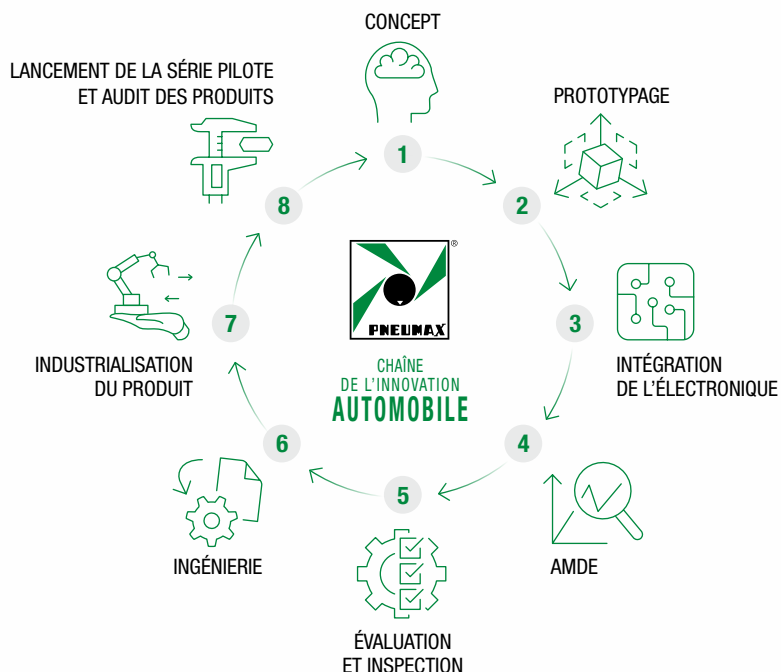 CONCEPT
1
PROTOTYPAGE
2
3
INTÉGRATION
DE L'ÉLECTRONIQUE
4
AMDE
5
ÉVALUATION
ET INSPECTION
6
INGÉNIERIE
7
INDUSTRIALISATION
DU PRODUIT
8
LANCEMENT DE LA SÉRIE PILOTE
ET AUDIT DES PRODUITS
®
PNEUMAX
CHAÎNE
DE L'INNOVATION
AUTOMOBILE